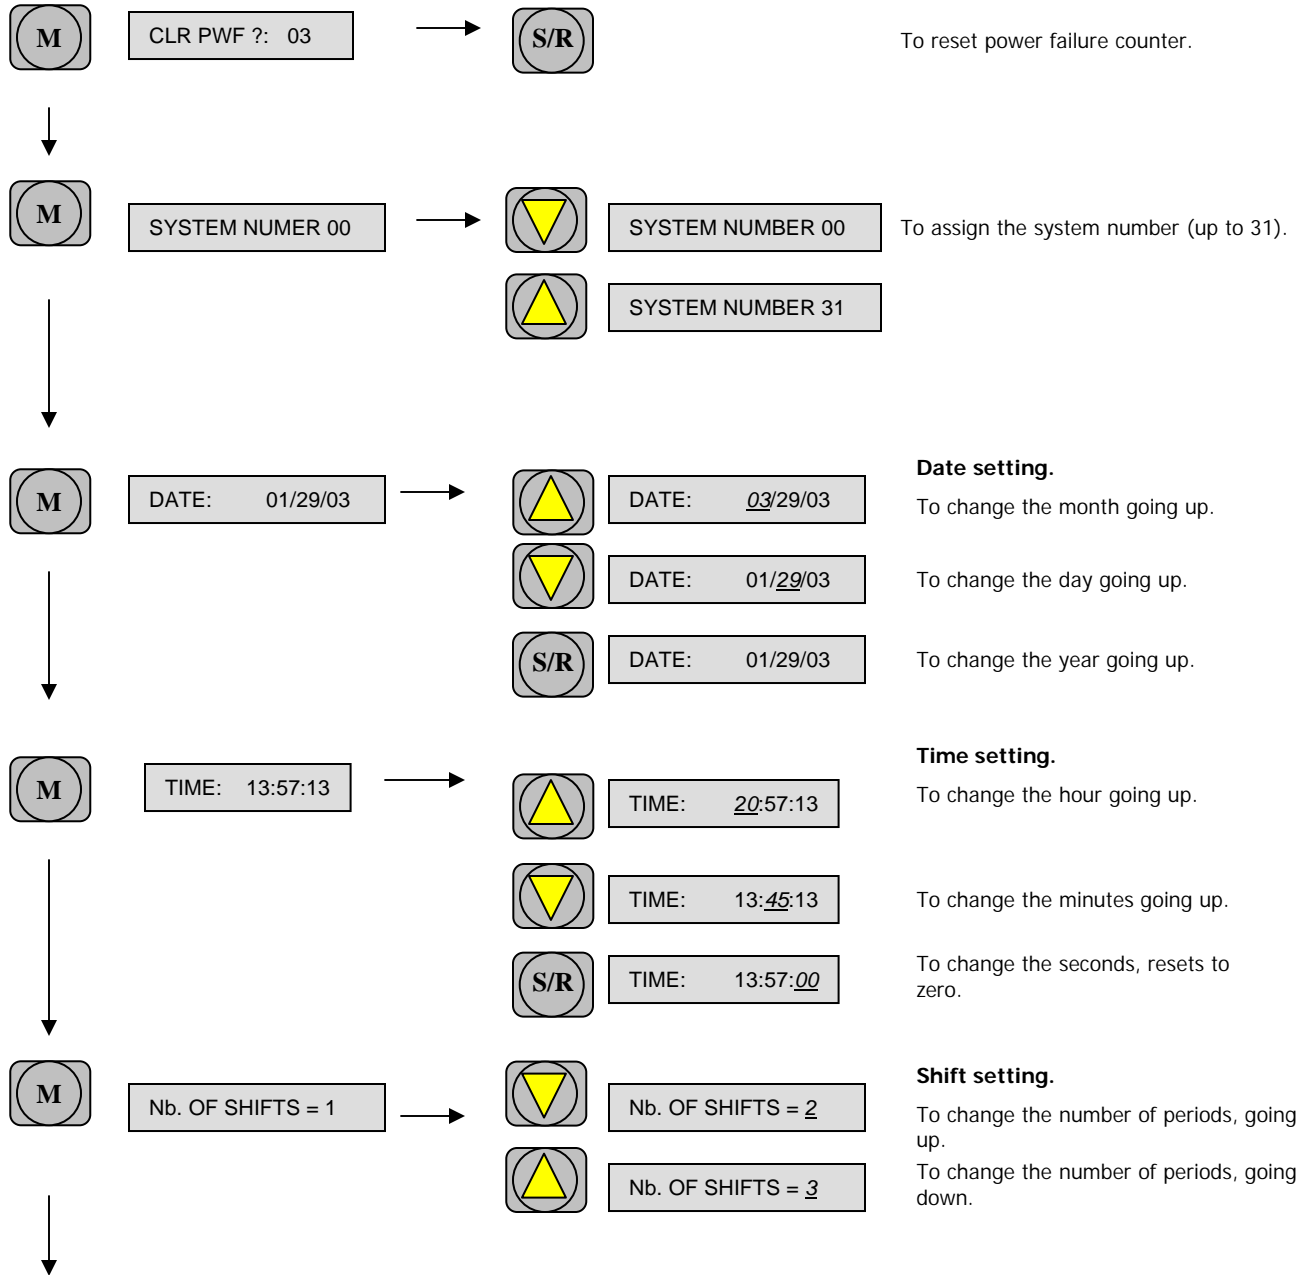 M CLR PWF ?: 03 S/R To reset power failure counter.
M SYSTEM NUMER 00 SYSTEM NUMBER 00 To assign the system number (up to 31).
SYSTEM NUMBER 31
Date setting.
M DATE: 01/29/03 DATE: 03/29/03 To change the month going up.
DATE: 01/29/03 To change the day going up.
S/R DATE: 01/29/03 To change the year going up.
Time setting.
M TIME: 13:57:13 TIME: 20:57:13 To change the hour going up.
TIME: 13:45:13 To change the minutes going up.
S/R TIME: 13:57:00 To change the seconds, resets to
zero.
Shift setting.
M Nb. OF SHIFTS = 1 Nb. OF SHIFTS = 2 To change the number of periods, going
up.
Nb. OF SHIFTS = 3 To change the number of periods, going
down.